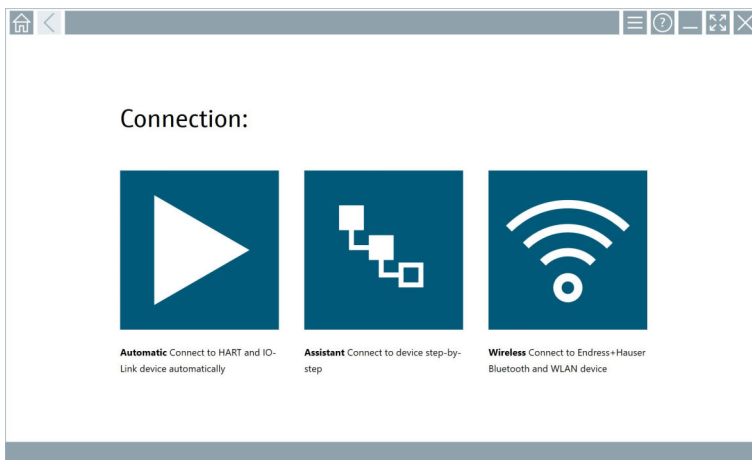 Connection:
Automatic Connect to HART and IO-
Link device automatically
Assistant Connect to device step-by-
step
Wireless Connect to Endress+Hauser
Bluetooth and WLAN device